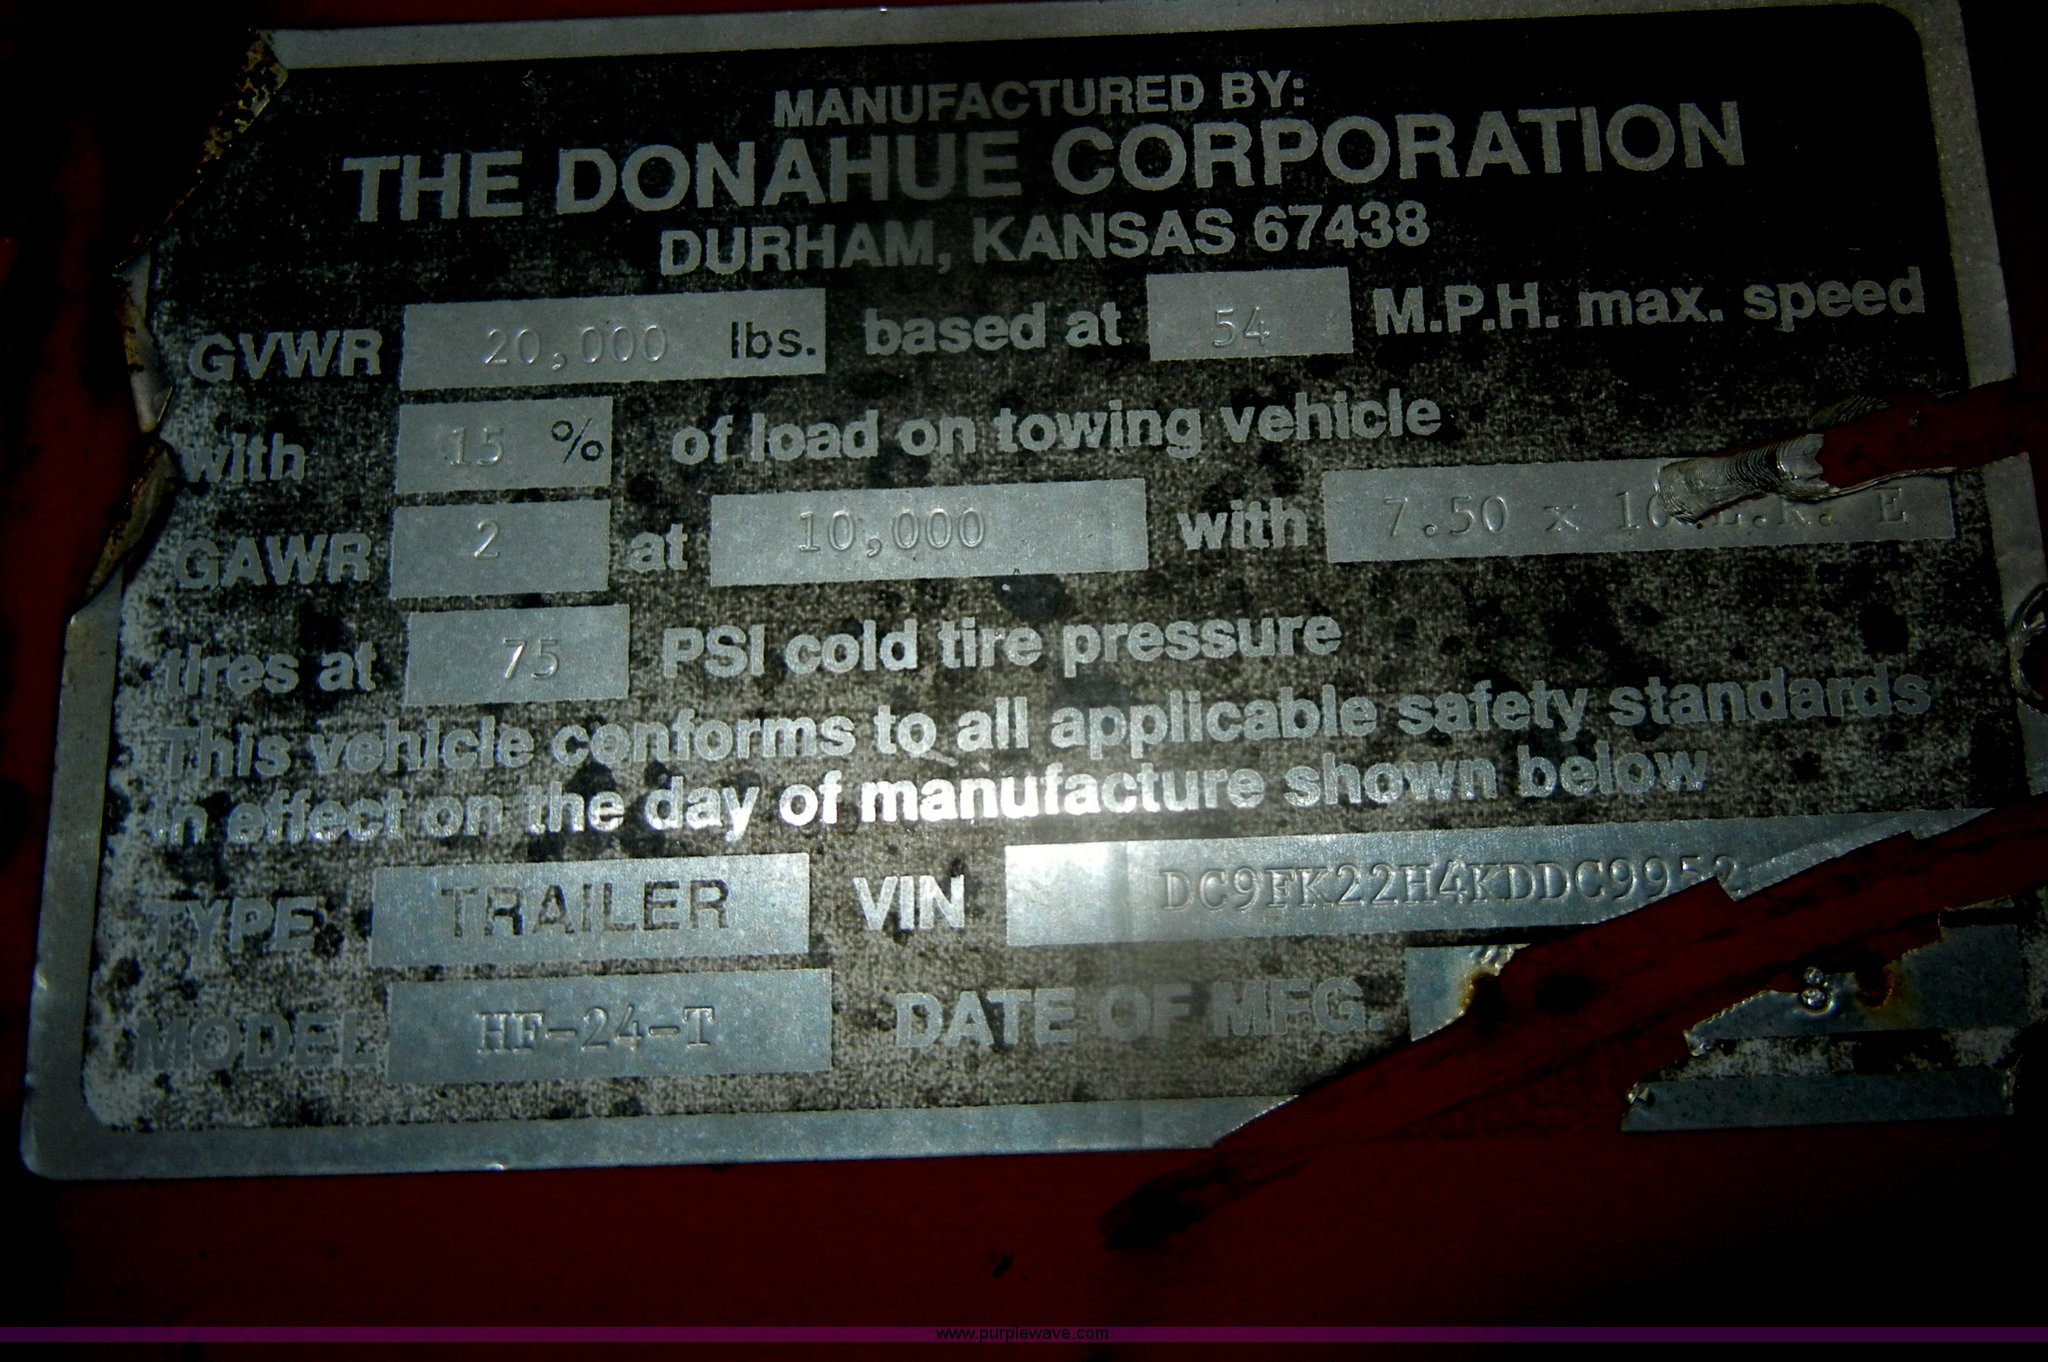 MANUFACTURED BY:
THE DONAHUE CORPORATION
DURHAM, KANSAS 67438
GVWR 20,000 lbs. based at 54 M.P.H. max. speed
with 15 % of load on towing vehicle
GAWR 2 at 10,000 with 7.50 x E
tires at 75 PSI cold tire pressure
This vehicle conforms to all applicable safety standards
in effect on the day of manufacture shown below
TYPE TRAILER VIN DC9FK22H4KDDC9952
MODEL HF-24-T DATE OF MFG. 8
www.purplewave.com